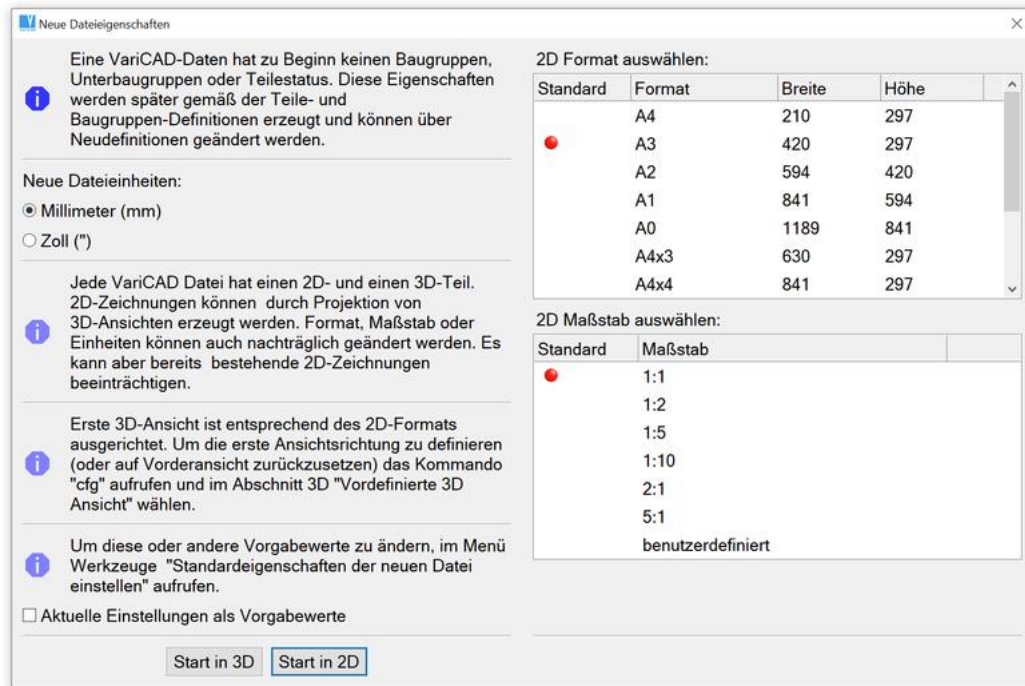 Neue Dateieigenschaften
Eine VariCAD-Daten hat zu Beginn keinen Baugruppen,
Unterbaugruppen oder Teilestatus. Diese Eigenschaften
werden später gemäß der Teile- und
Baugruppen-Definitionen erzeugt und können über
Neudefinitionen geändert werden.
Neue Dateieinheiten:
Millimeter (mm)
Zoll (")
Jede VariCAD Datei hat einen 2D- und einen 3D-Teil.
2D-Zeichnungen können durch Projektion von
3D-Ansichten erzeugt werden. Format, Maßstab oder
Einheiten können auch nachträglich geändert werden. Es
kann aber bereits bestehende 2D-Zeichnungen
beeinträchtigen.
Erste 3D-Ansicht ist entsprechend des 2D-Formats
ausgerichtet. Um die erste Ansichtsrichtung zu definieren
(oder auf Vorderansicht zurückzusetzen) das Kommando
"cfg" aufrufen und im Abschnitt 3D "Vordefinierte 3D
Ansicht" wählen.
Um diese oder andere Vorgabewerte zu ändern, im Menü
Werkzeuge "Standardeigenschaften der neuen Datei
einstellen" aufrufen.
Aktuelle Einstellungen als Vorgabewerte
Start in 3D Start in 2D
2D Format auswählen:
Standard Format Breite Höhe
A4 210 297
A3 420 297
A2 594 420
A1 841 594
A0 1189 841
A4x3 630 297
A4x4 841 297
2D Maßstab auswählen:
Standard Maßstab
1:1
1:2
1:5
1:10
2:1
5:1
benutzerdefiniert